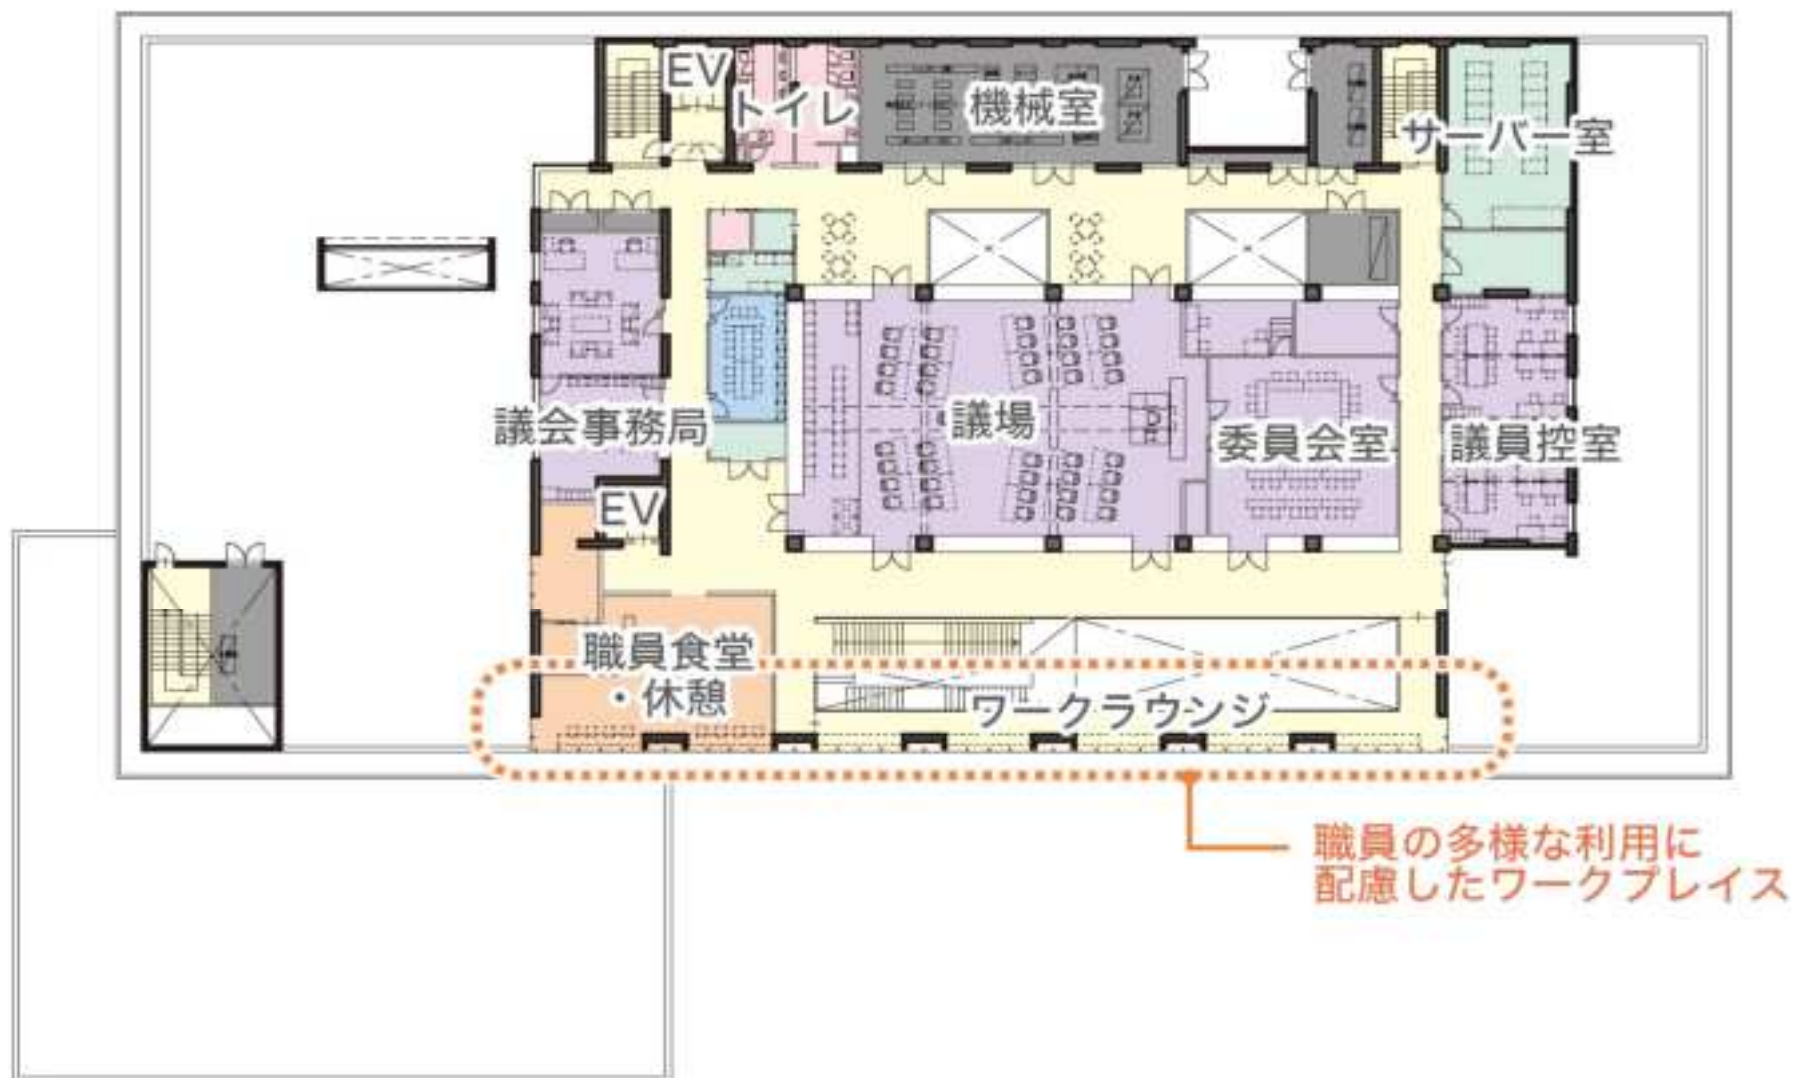 EV
トイレ
機械室
サーバー室
議会事務局
議場
委員会室
議員控室
EV
職員食堂
・休憩
ワークラウンジ
職員の多様な利用に
配慮したワークプレイス